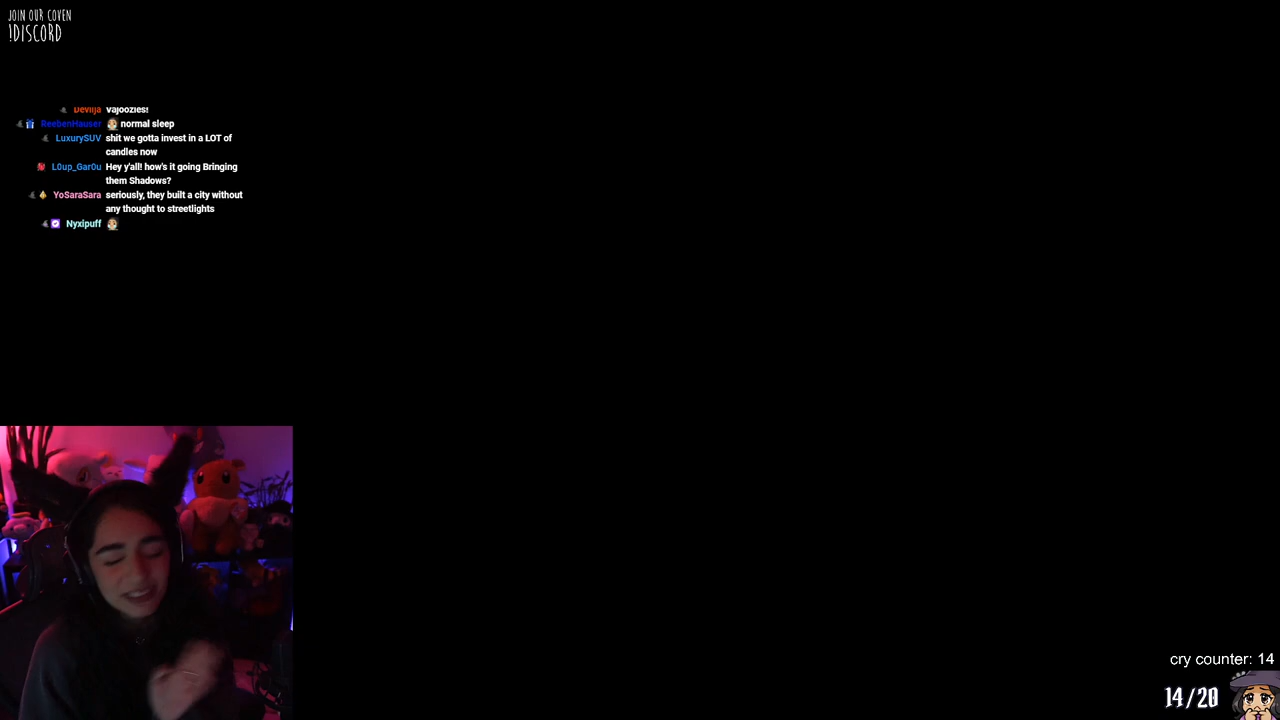 JOIN OUR COVEN
!DISCORD
Devilja vajoozies!
ReebenHauser normal sleep
LuxurySUV shit we gotta invest in a LOT of
candles now
L0up_Gar0u Hey y'all! how's it going Bringing
them Shadows?
YoSaraSara seriously, they built a city without
any thought to streetlights
Nyxipuff
cry counter: 14
14/20